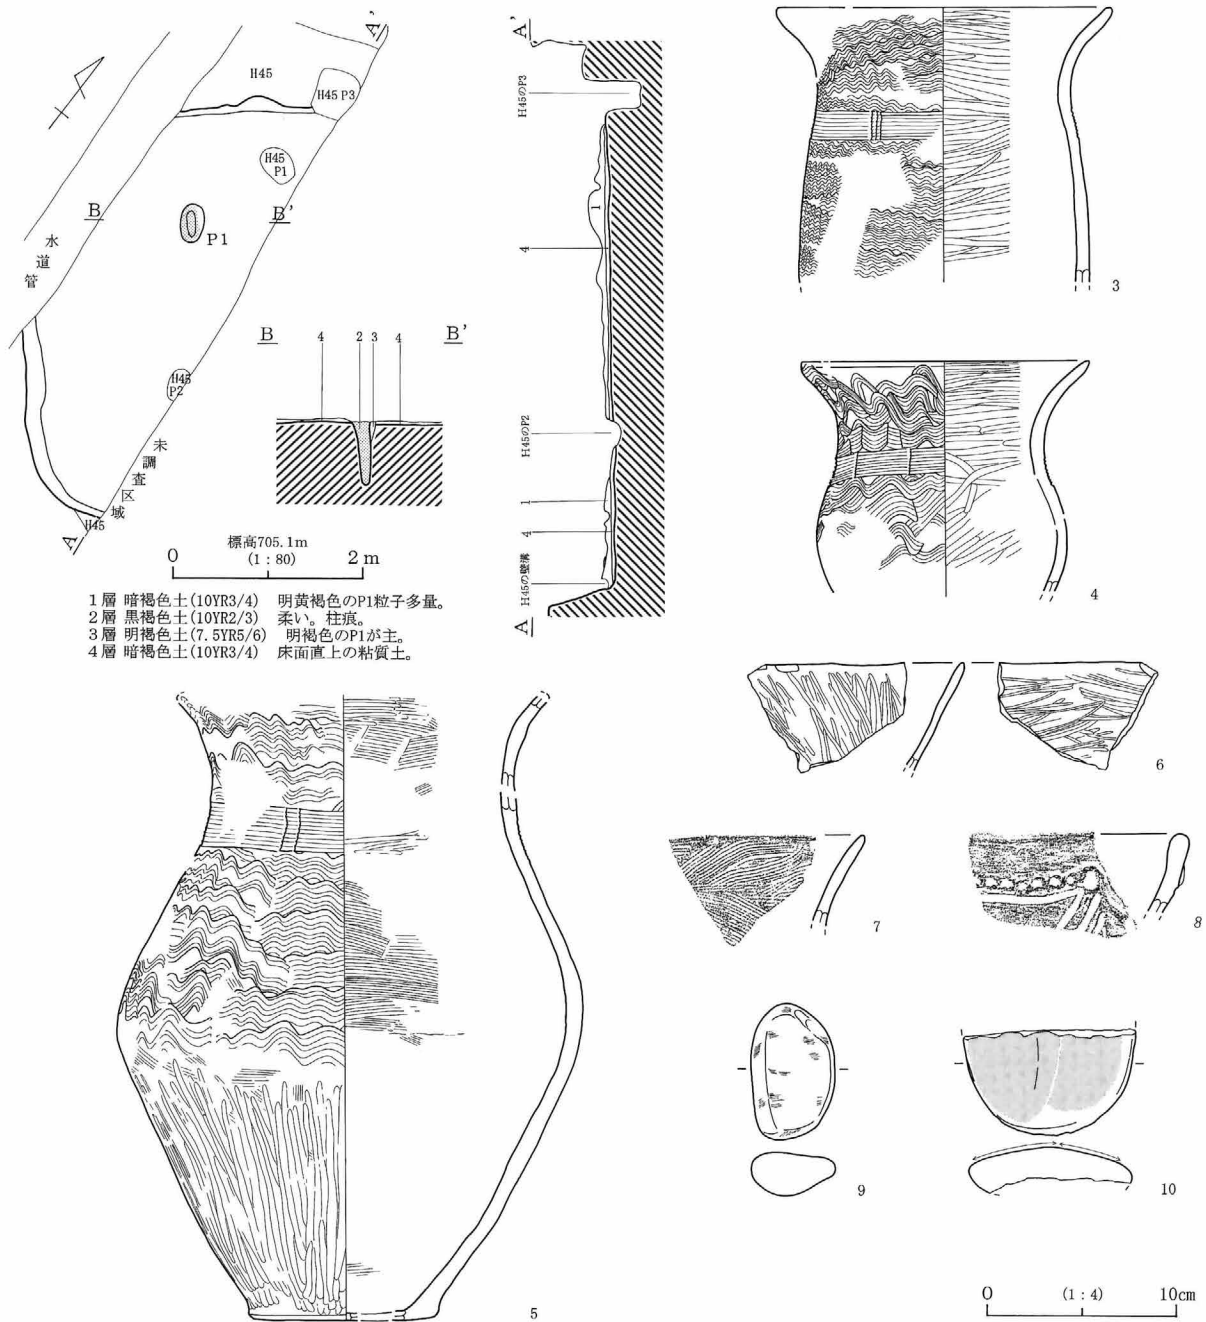 A'
H45
H45 P3
H45
P1
B
B'
P1
水道管
H45
P2
未調査区域
H45
A
B
4
2
3
4
B'
標高705.1m
0
(1:80)
2m
1層 暗褐色土(10YR3/4) 明黄褐色のP1粒子多量。
2層 黒褐色土(10YR2/3) 柔い。柱痕。
3層 明褐色土(7.5YR5/6) 明褐色のP1が主。
4層 暗褐色土(10YR3/4) 床面直上の粘質土。
A'
H45のP3
1
4
H45のP2
1
4
H45の壁溝
A
3
4
5
6
7
8
9
10
0
(1:4)
10cm